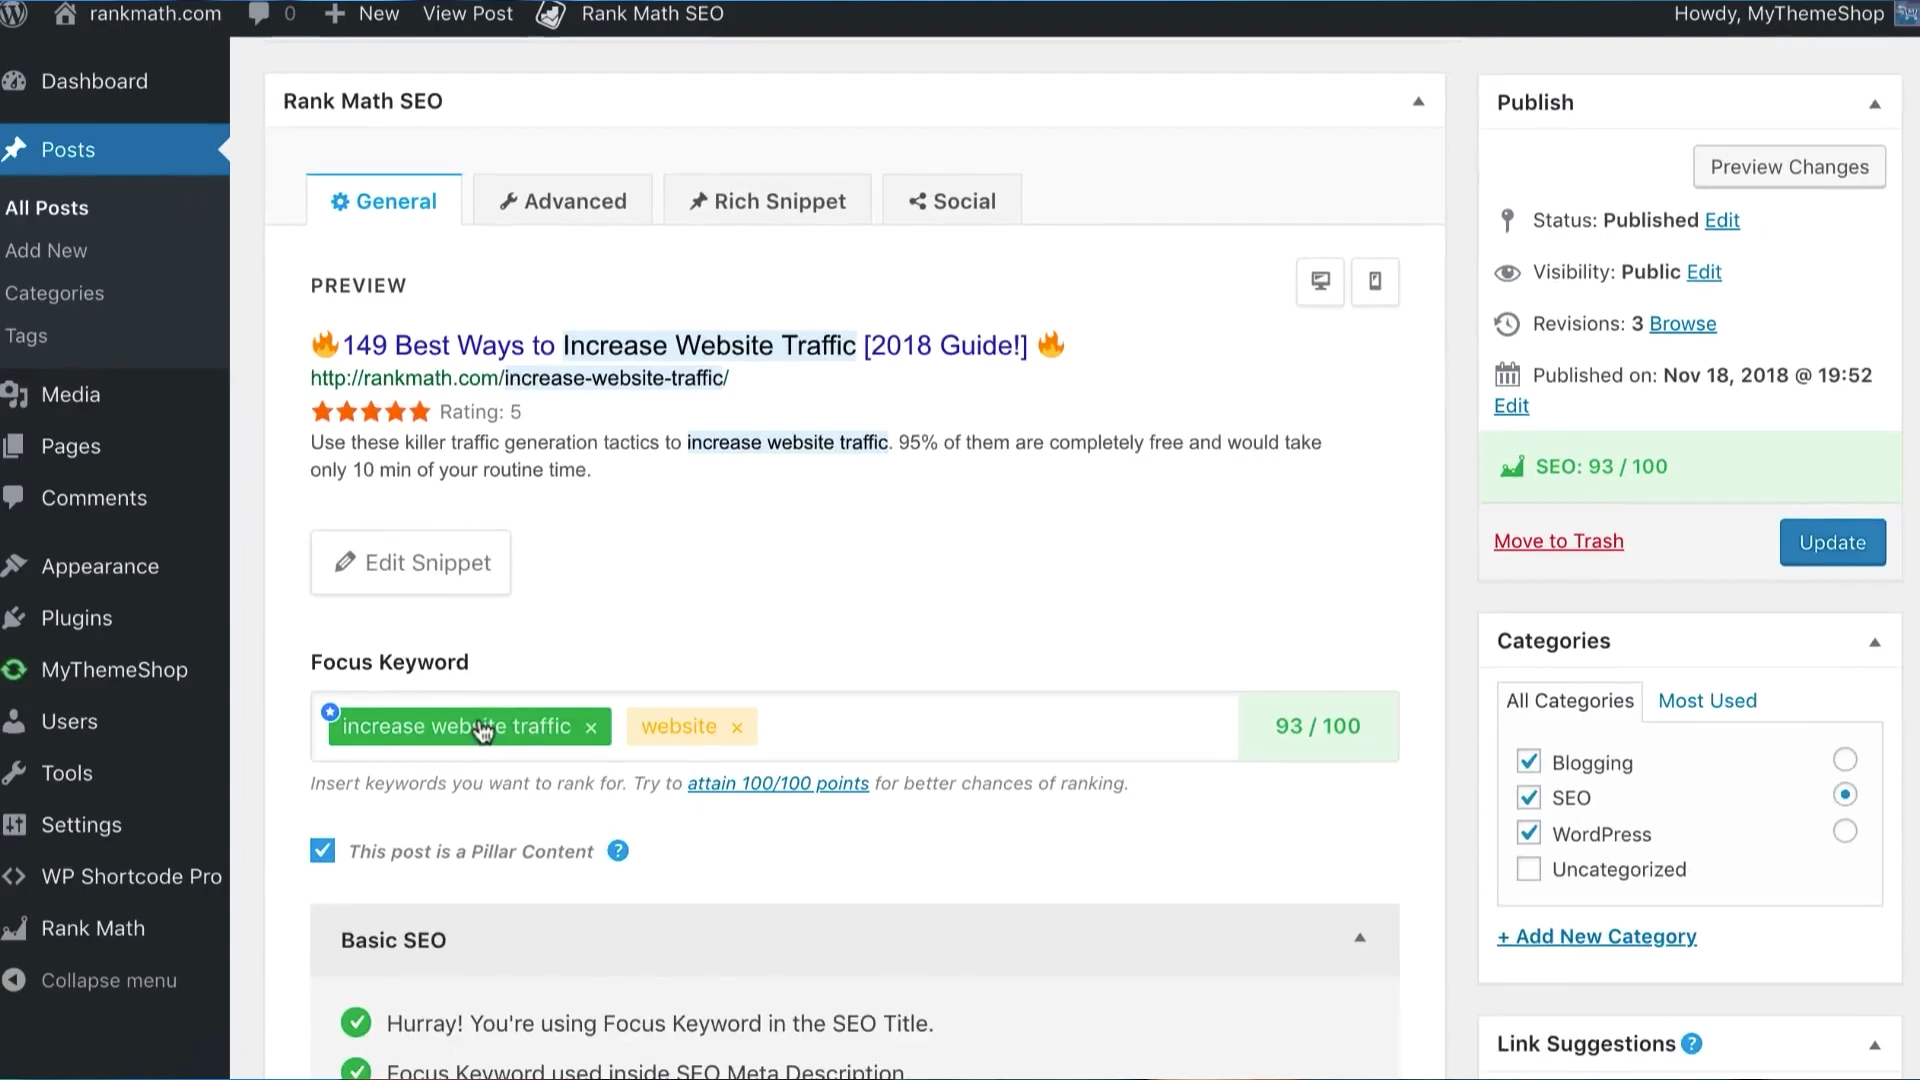 rankmath.com 0 + New View Post Rank Math SEO Howdy, MyThemeShop
Dashboard
Posts
All Posts
Add New
Categories
Tags
Media
Pages
Comments
Appearance
Plugins
MyThemeShop
Users
Tools
Settings
WP Shortcode Pro
Rank Math
Collapse menu
Rank Math SEO
General Advanced Rich Snippet Social
PREVIEW
🔥149 Best Ways to Increase Website Traffic [2018 Guide!] 🔥
http://rankmath.com/increase-website-traffic/
Rating: 5
Use these killer traffic generation tactics to increase website traffic. 95% of them are completely free and would take
only 10 min of your routine time.
Edit Snippet
Focus Keyword
increase website traffic × website × 93 / 100
Insert keywords you want to rank for. Try to attain 100/100 points for better chances of ranking.
This post is a Pillar Content ?
Basic SEO
Hurray! You're using Focus Keyword in the SEO Title.
Focus Keyword used inside SEO Meta Description
Publish
Preview Changes
Status: Published Edit
Visibility: Public Edit
Revisions: 3 Browse
Published on: Nov 18, 2018 @ 19:52
Edit
SEO: 93 / 100
Move to Trash Update
Categories
All Categories Most Used
Blogging
SEO
WordPress
Uncategorized
+ Add New Category
Link Suggestions ?